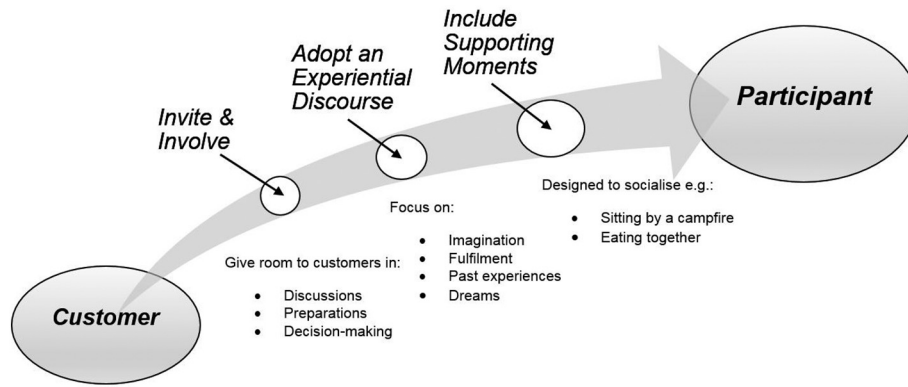 Include
Supporting
Moments
Adopt an
Experiential
Discourse
Invite &
Involve
Participant
Designed to socialise e.g.:
• Sitting by a campfire
• Eating together
Focus on:
• Imagination
• Fulfilment
• Past experiences
• Dreams
Give room to customers in:
• Discussions
• Preparations
• Decision-making
Customer